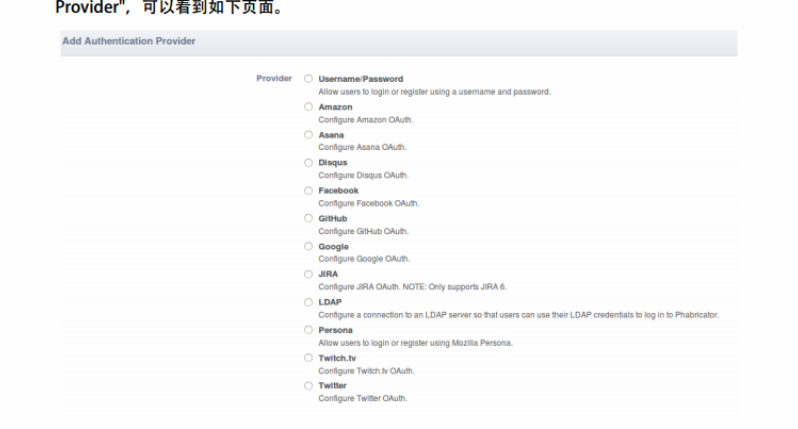 Provider"，可以看到如下页面。
Add Authentication Provider
Provider Username/Password
Allow users to login or register using a username and password.
Amazon
Configure Amazon OAuth.
Asana
Configure Asana OAuth.
Disqus
Configure Disqus OAuth.
Facebook
Configure Facebook OAuth.
GitHub
Configure GitHub OAuth.
Google
Configure Google OAuth.
JIRA
Configure JIRA OAuth. NOTE: Only supports JIRA 6.
LDAP
Configure a connection to an LDAP server so that users can use their LDAP credentials to log in to Phabricator.
Persona
Allow users to login or register using Mozilla Persona.
Twitch.tv
Configure Twitch.tv OAuth.
Twitter
Configure Twitter OAuth.